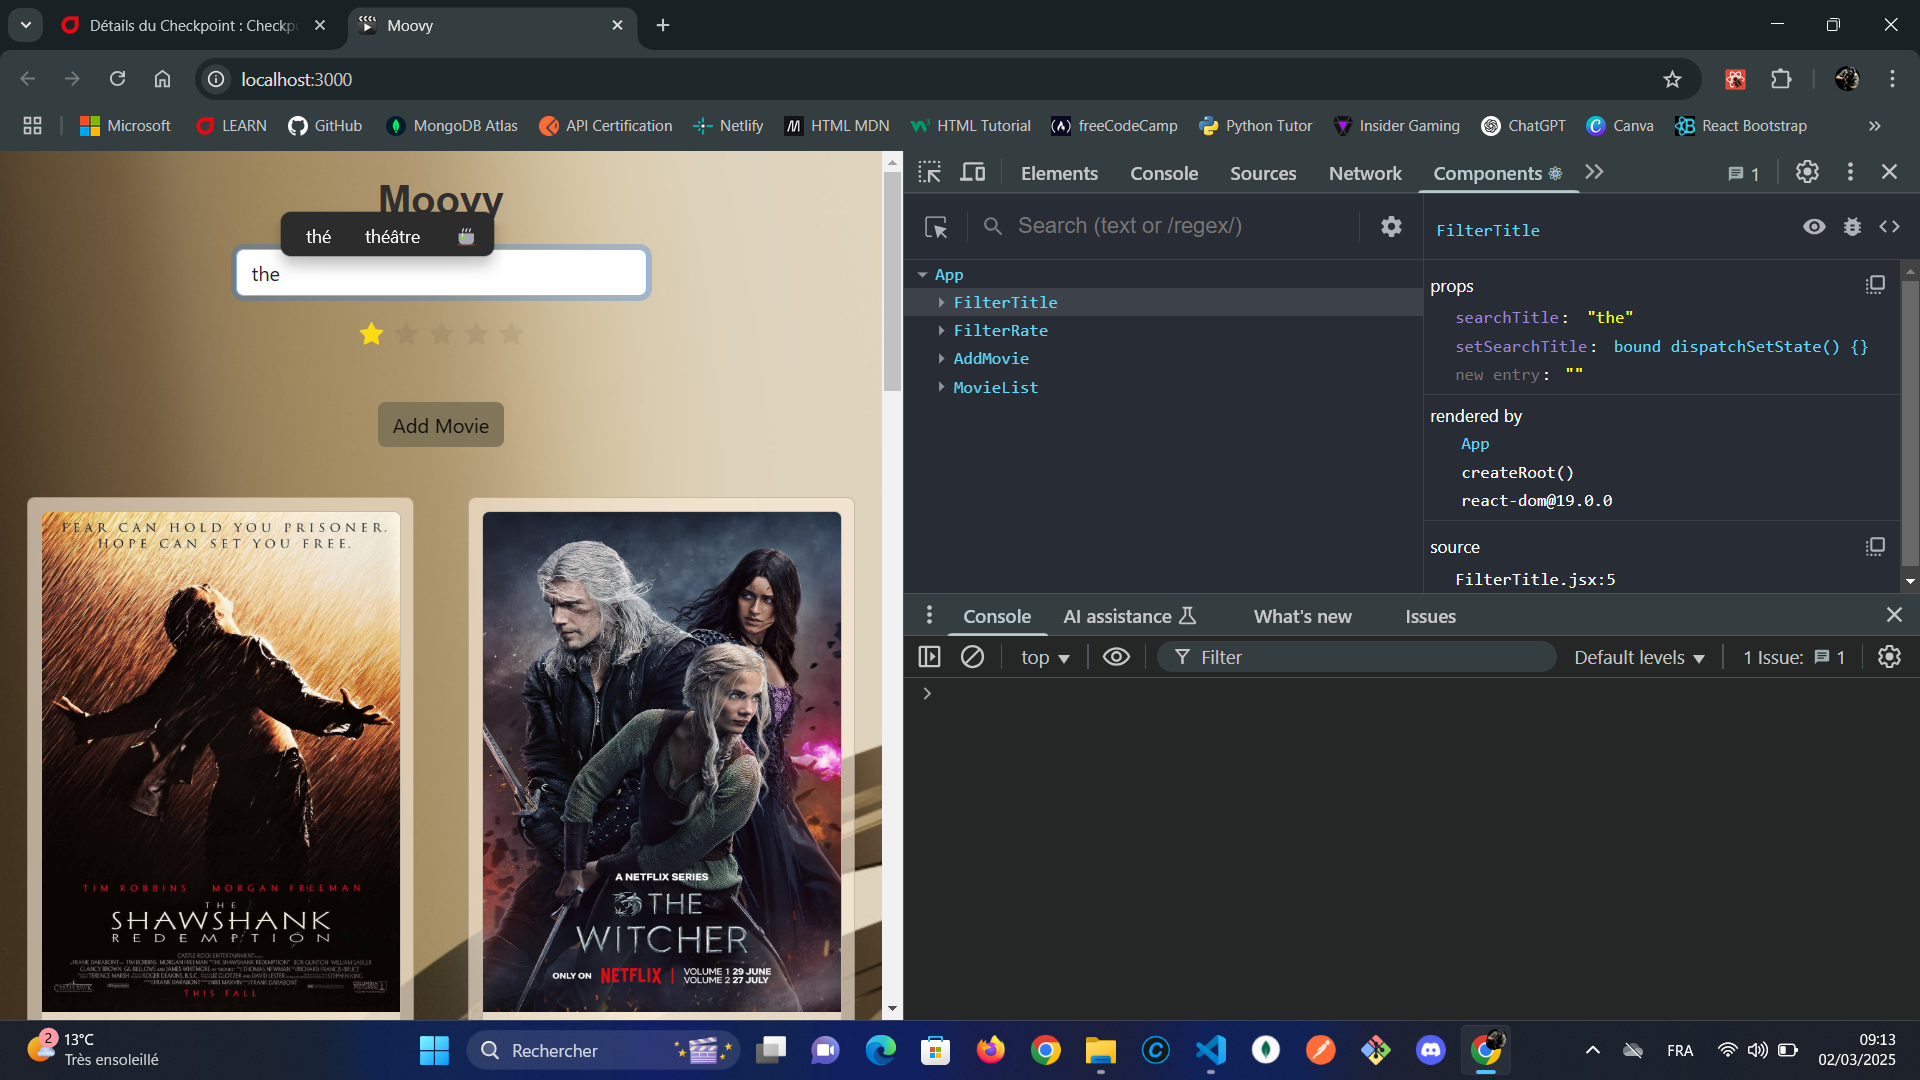 Détails du Checkpoint : Checkp
Moovy
localhost:3000
Microsoft
LEARN
GitHub
MongoDB Atlas
API Certification
Netlify
HTML MDN
HTML Tutorial
freeCodeCamp
Python Tutor
Insider Gaming
ChatGPT
Canva
React Bootstrap
Moovy
thé
théâtre
the
Add Movie
FEAR CAN HOLD YOU PRISONER.
HOPE CAN SET YOU FREE.
TIM ROBBINS MORGAN FREEMAN
THE
SHAWSHANK
REDEMPTION
THIS FALL
A NETFLIX SERIES
THE
WITCHER
ONLY ON NETFLIX | VOLUME 1 29 JUNE
VOLUME 2 27 JULY
Elements
Console
Sources
Network
Components
1
Search (text or /regex/)
App
FilterTitle
FilterRate
AddMovie
MovieList
FilterTitle
props
searchTitle: "the"
setSearchTitle: bound dispatchSetState() {}
new entry: ""
rendered by
App
createRoot()
react-dom@19.0.0
source
FilterTitle.jsx:5
Console
AI assistance
What's new
Issues
top
Filter
Default levels
1 Issue: 1
2
13°C
Très ensoleillé
Rechercher
FRA
09:13
02/03/2025